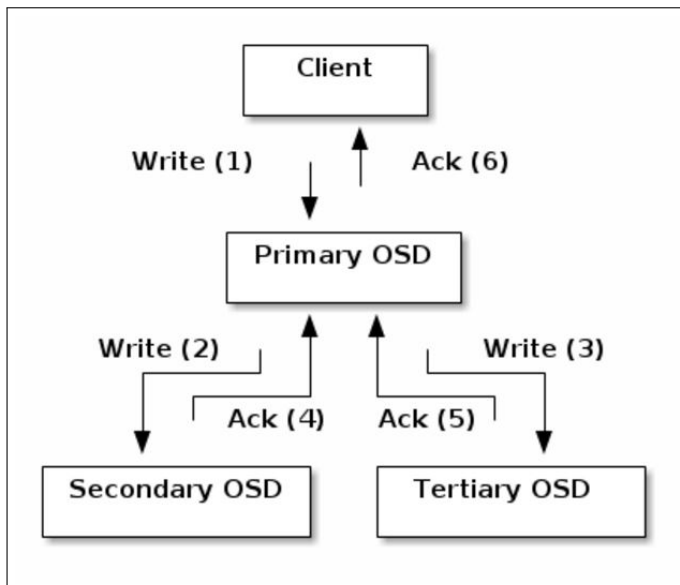 Client
Write (1)
Ack (6)
Primary OSD
Write (2)
Write (3)
Ack (4)
Ack (5)
Secondary OSD
Tertiary OSD